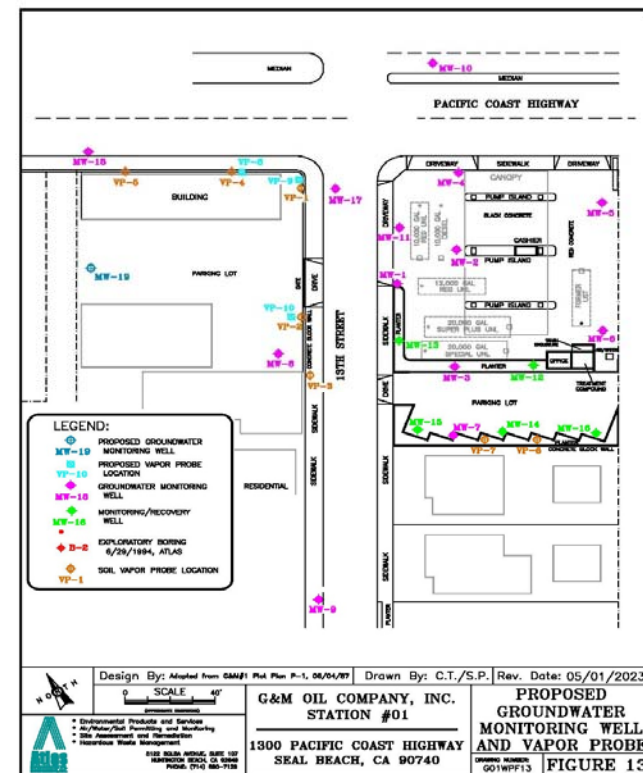 MEDIAN
MW-10
MEDIAN
PACIFIC COAST HIGHWAY
MW-18
VP-5
VP-4
VP-6
VP-9
VP-1
BUILDING
MW-17
DRIVEWAY
SIDEWALK
DRIVEWAY
MW-4
CANOPY
PUMP ISLAND
SLACK CONCRETE
MW-5
DRIVEWAY
MW-11
10,000 GAL
REG UNL
10,000 GAL
DIESEL
RED CONCRETE
CASHIER
MW-2
PUMP ISLAND
MW-19
PARKING LOT
GATE
DRIVE
MW-1
12,000 GAL
REG UNL
PUMP ISLAND
FORMER
VP-10
VP-2
CONCRETE BLOCK WALL
13TH STREET
SIDEWALK
PLANTER
20,000 GAL
SUPER PLUS UNL
MW-13
20,000 GAL
SPECIAL UNL
MW-6
OFFICE
MW-8
VP-3
MW-3
PLANTER
MW-12
TREATMENT
COMPOUND
DRIVE
PARKING LOT
SIDEWALK
MW-15
MW-7
MW-14
MW-16
VP-7
VP-8
PLANTER
CONCRETE BLOCK WALL
SIDEWALK
RESIDENTIAL
SIDEWALK
SIDEWALK
MW-9
PLANTER
LEGEND:
MW-19
PROPOSED GROUNDWATER
MONITORING WELL
VP-10
PROPOSED VAPOR PROBE
LOCATION
MW-18
GROUNDWATER MONITORING
WELL
MW-16
MONITORING/RECOVERY
WELL
B-2
EXPLORATORY BORING
6/29/1994, ATLAS
VP-1
SOIL VAPOR PROBE LOCATION
NORTH
Design By: Adapted from G&M#1 Plot Plan P-1, 08/04/87
Drawn By: C.T./S.P.
Rev. Date: 05/01/2023
0 SCALE 40'
Environmental Products and Services
Air/Water/Soil Permitting and Monitoring
Site Assessment and Remediation
Hazardous Waste Management
G&M OIL COMPANY, INC.
STATION #01
1300 PACIFIC COAST HIGHWAY
SEAL BEACH, CA 90740
PROPOSED
GROUNDWATER
MONITORING WELL
AND VAPOR PROBE
DRAWING NUMBER:
G01WPF13
FIGURE 13